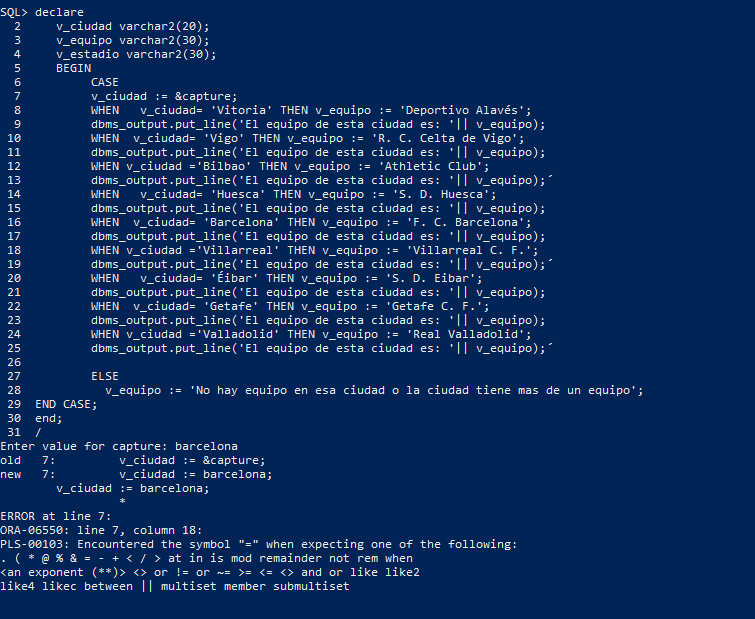 SQL> declare
  2     v_ciudad varchar2(20);
  3     v_equipo varchar2(30);
  4     v_estadio varchar2(30);
  5     BEGIN
  6          CASE
  7          v_ciudad := &capture;
  8          WHEN   v_ciudad= 'Vitoria' THEN v_equipo := 'Deportivo Alavés';
  9          dbms_output.put_line('El equipo de esta ciudad es: '|| v_equipo);
 10          WHEN  v_ciudad= 'Vigo' THEN v_equipo := 'R. C. Celta de Vigo';
 11          dbms_output.put_line('El equipo de esta ciudad es: '|| v_equipo);
 12          WHEN v_ciudad ='Bilbao' THEN v_equipo := 'Athletic Club';
 13          dbms_output.put_line('El equipo de esta ciudad es: '|| v_equipo);´
 14          WHEN   v_ciudad= 'Huesca' THEN v_equipo := 'S. D. Huesca';
 15          dbms_output.put_line('El equipo de esta ciudad es: '|| v_equipo);
 16          WHEN  v_ciudad= 'Barcelona' THEN v_equipo := 'F. C. Barcelona';
 17          dbms_output.put_line('El equipo de esta ciudad es: '|| v_equipo);
 18          WHEN v_ciudad ='Villarreal' THEN v_equipo := 'Villarreal C. F.';
 19          dbms_output.put_line('El equipo de esta ciudad es: '|| v_equipo);´
 20          WHEN   v_ciudad= 'Éibar' THEN v_equipo := 'S. D. Eibar';
 21          dbms_output.put_line('El equipo de esta ciudad es: '|| v_equipo);
 22          WHEN  v_ciudad= 'Getafe' THEN v_equipo := 'Getafe C. F.';
 23          dbms_output.put_line('El equipo de esta ciudad es: '|| v_equipo);
 24          WHEN v_ciudad ='Valladolid' THEN v_equipo := 'Real Valladolid';
 25          dbms_output.put_line('El equipo de esta ciudad es: '|| v_equipo);´
 26
 27          ELSE
 28            v_equipo := 'No hay equipo en esa ciudad o la ciudad tiene mas de un equipo';
 29  END CASE;
 30  end;
 31  /
Enter value for capture: barcelona
old   7:         v_ciudad := &capture;
new   7:         v_ciudad := barcelona;
        v_ciudad := barcelona;
                 *
ERROR at line 7:
ORA-06550: line 7, column 18:
PLS-00103: Encountered the symbol "=" when expecting one of the following:
. ( * @ % & = - + < / > at in is mod remainder not rem when
<an exponent (**)> <> or != or ~= >= <= <> and or like like2
like4 likec between || multiset member submultiset